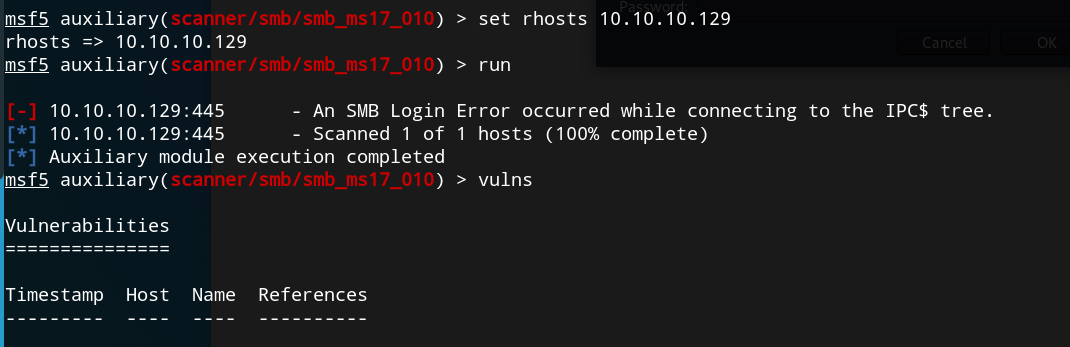 msf5 auxiliary(scanner/smb/smb_ms17_010) > set rhosts 10.10.10.129
Password:
rhosts => 10.10.10.129
Cancel OK
msf5 auxiliary(scanner/smb/smb_ms17_010) > run
[-] 10.10.10.129:445      - An SMB Login Error occurred while connecting to the IPC$ tree.
[*] 10.10.10.129:445      - Scanned 1 of 1 hosts (100% complete)
[*] Auxiliary module execution completed
msf5 auxiliary(scanner/smb/smb_ms17_010) > vulns
Vulnerabilities
===============
Timestamp  Host  Name  References
---------  ----  ----  ----------